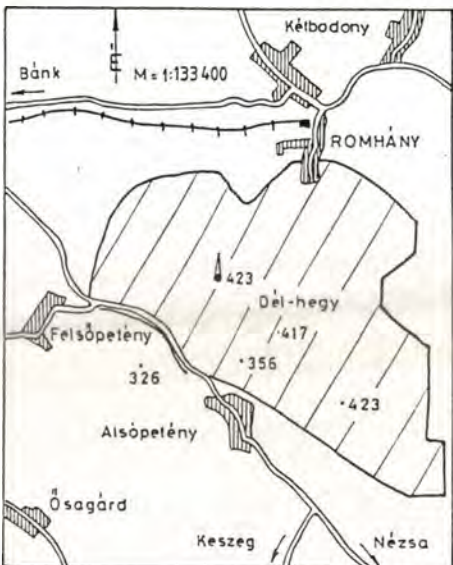 Kétbodony
Bánk
É
M = 1:133 400
ROMHÁNY
423
Dél-hegy
417
Felsőpetény
356
326
423
Alsópetény
Ősagárd
Keszeg
Nézsa